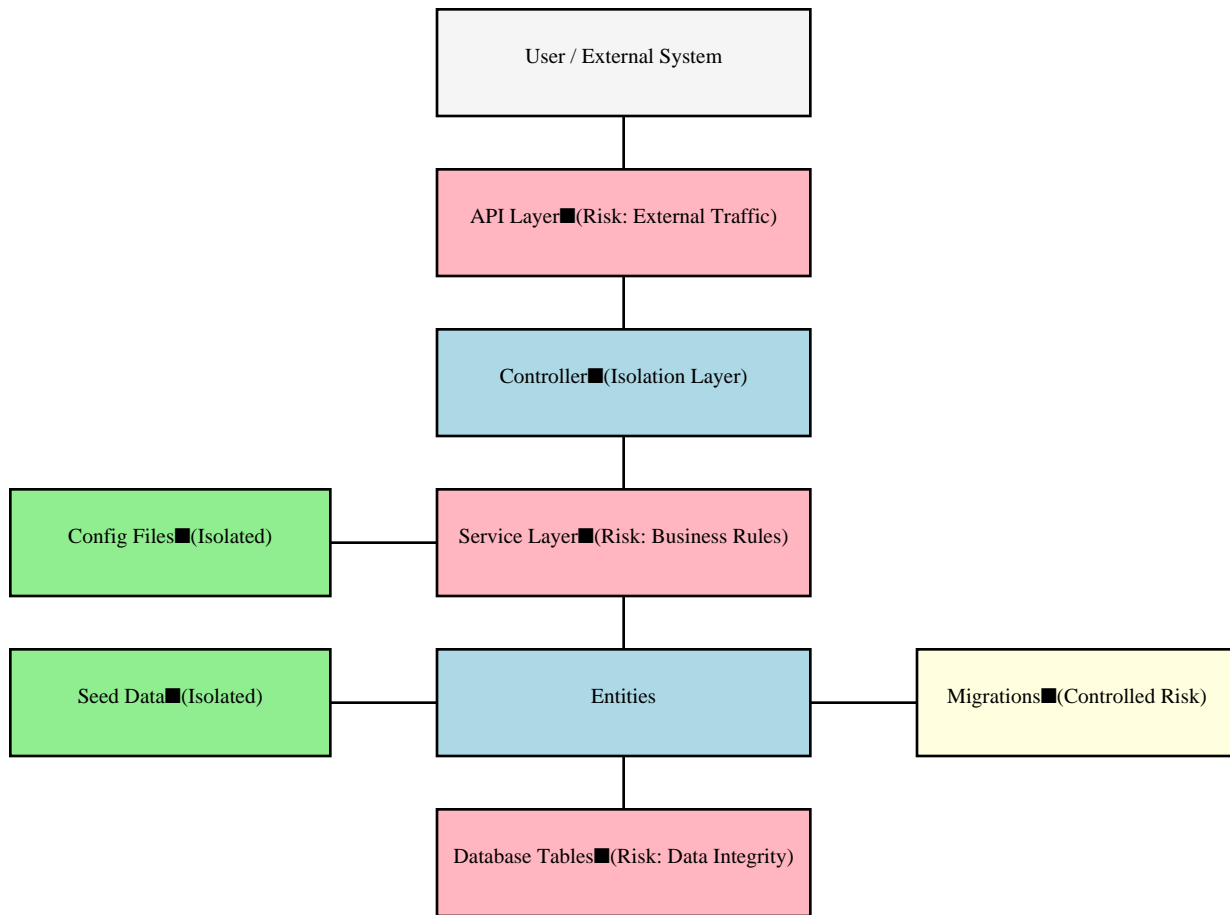 User / External System
API Layer■(Risk: External Traffic)
Controller■(Isolation Layer)
Config Files■(Isolated)
Service Layer■(Risk: Business Rules)
Seed Data■(Isolated)
Entities
Migrations■(Controlled Risk)
Database Tables■(Risk: Data Integrity)